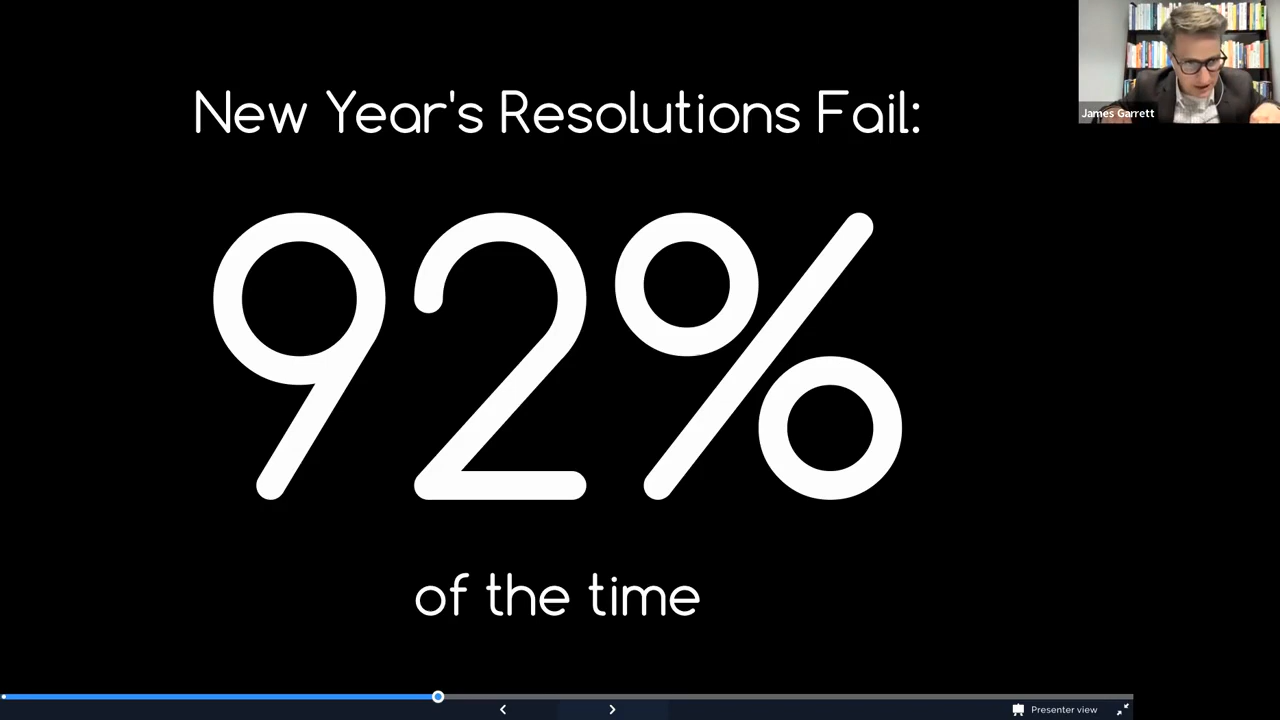 New Year's Resolutions Fail:
James Garrett
92%
of the time
Presenter view